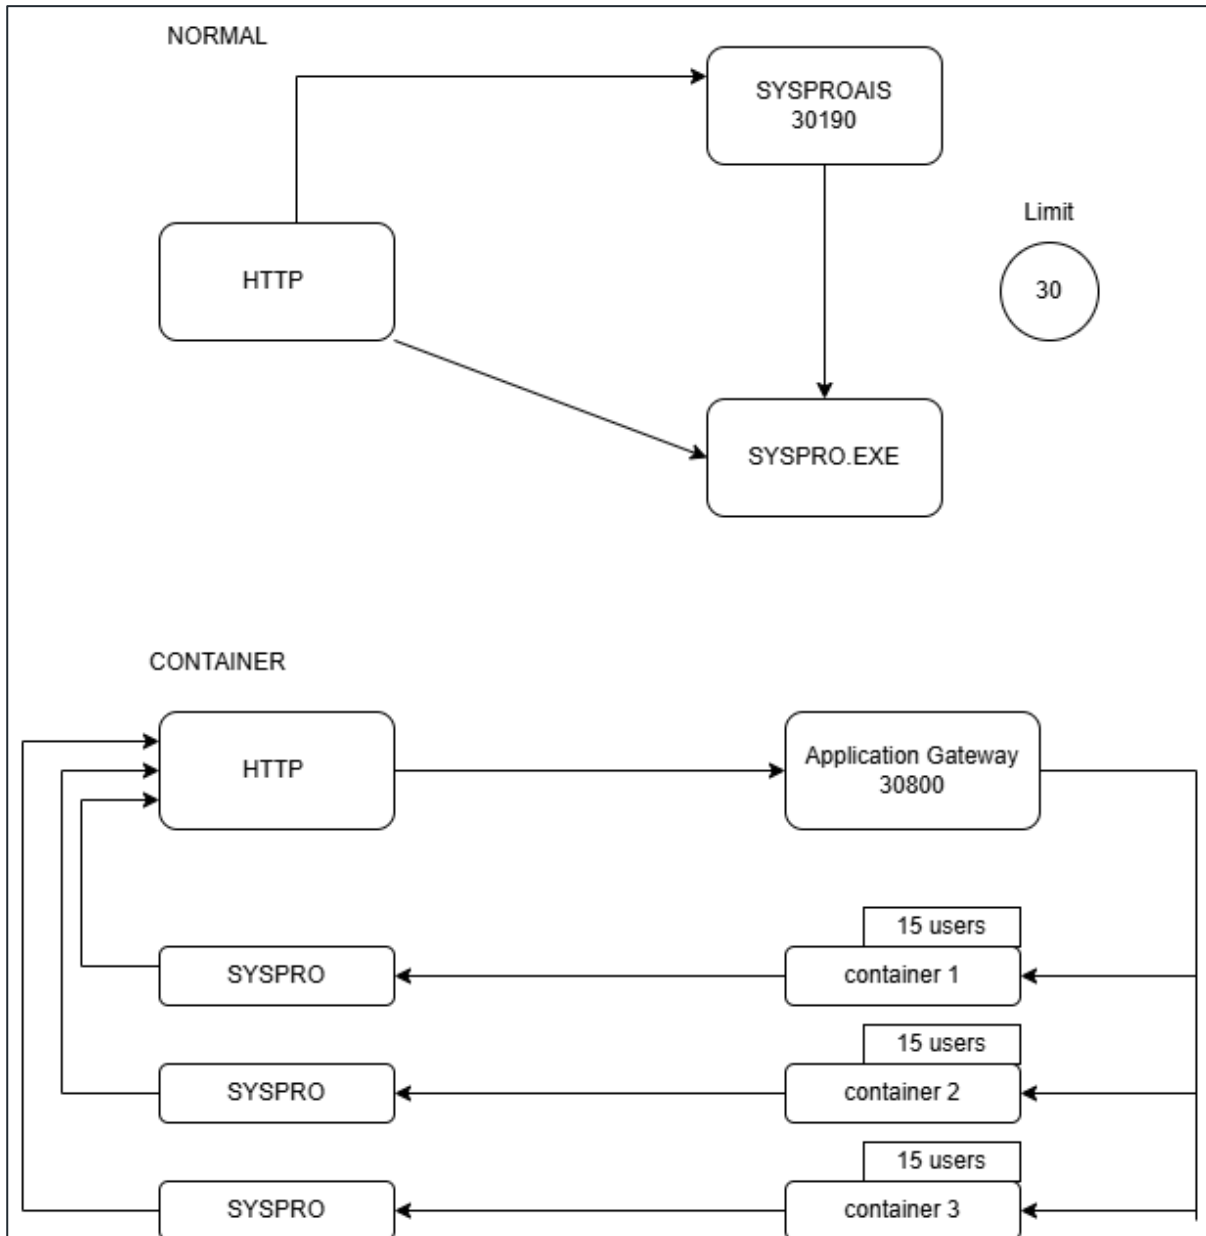 NORMAL
SYSPROAIS
30190
Limit
HTTP
30
SYSPRO.EXE
CONTAINER
HTTP
Application Gateway
30800
15 users
SYSPRO
container 1
15 users
SYSPRO
container 2
15 users
SYSPRO
container 3